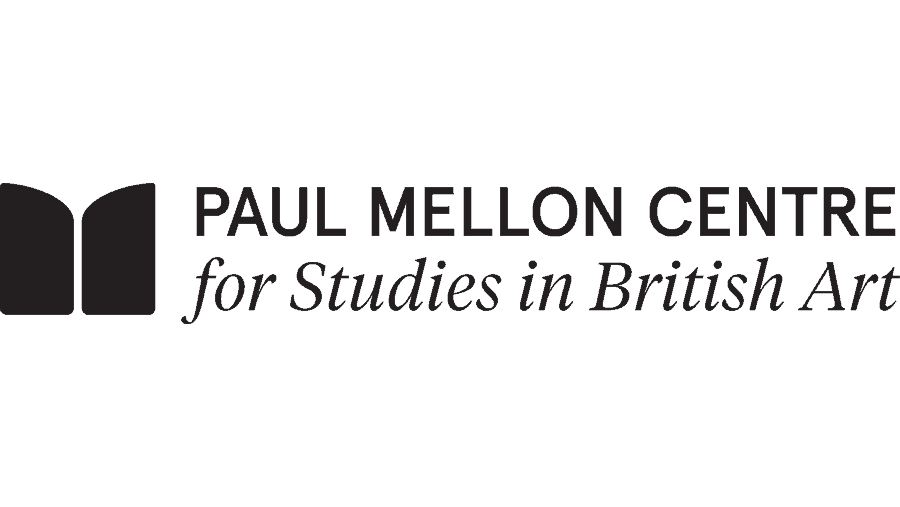 PAUL MELLON CENTRE
for Studies in British Art